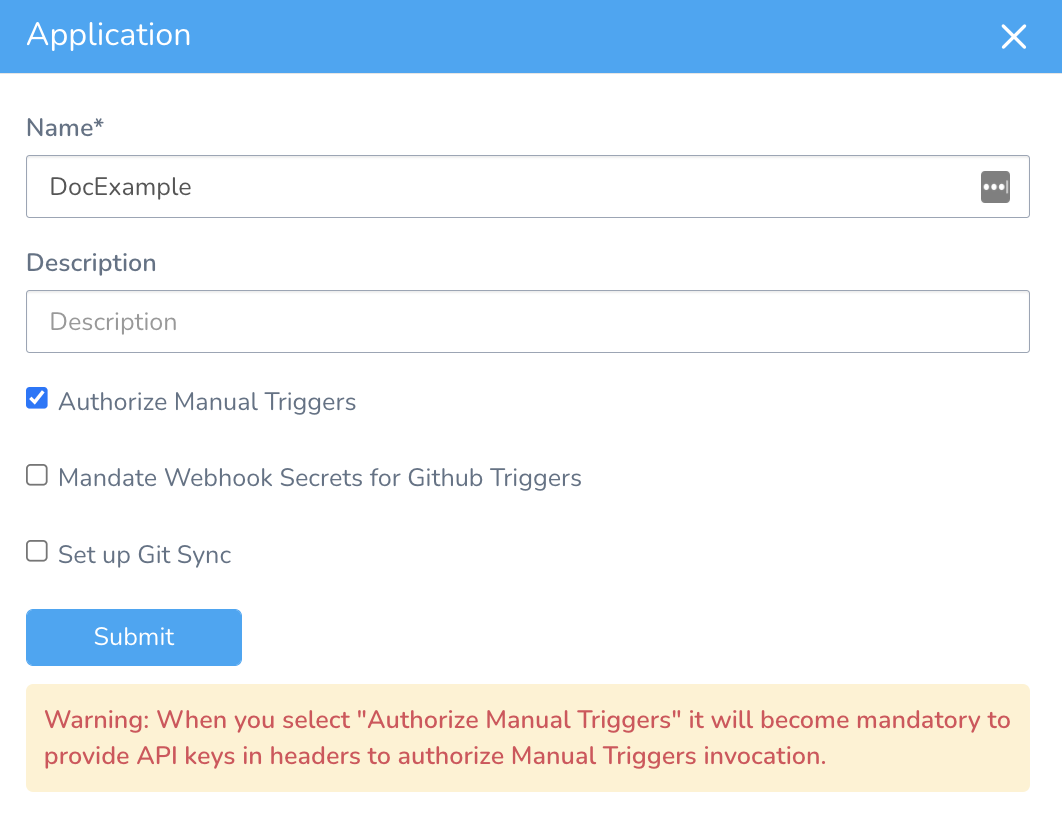 Application
Name*
DocExample
Description
Description
Authorize Manual Triggers
Mandate Webhook Secrets for Github Triggers
Set up Git Sync
Submit
Warning: When you select "Authorize Manual Triggers" it will become mandatory to
provide API keys in headers to authorize Manual Triggers invocation.